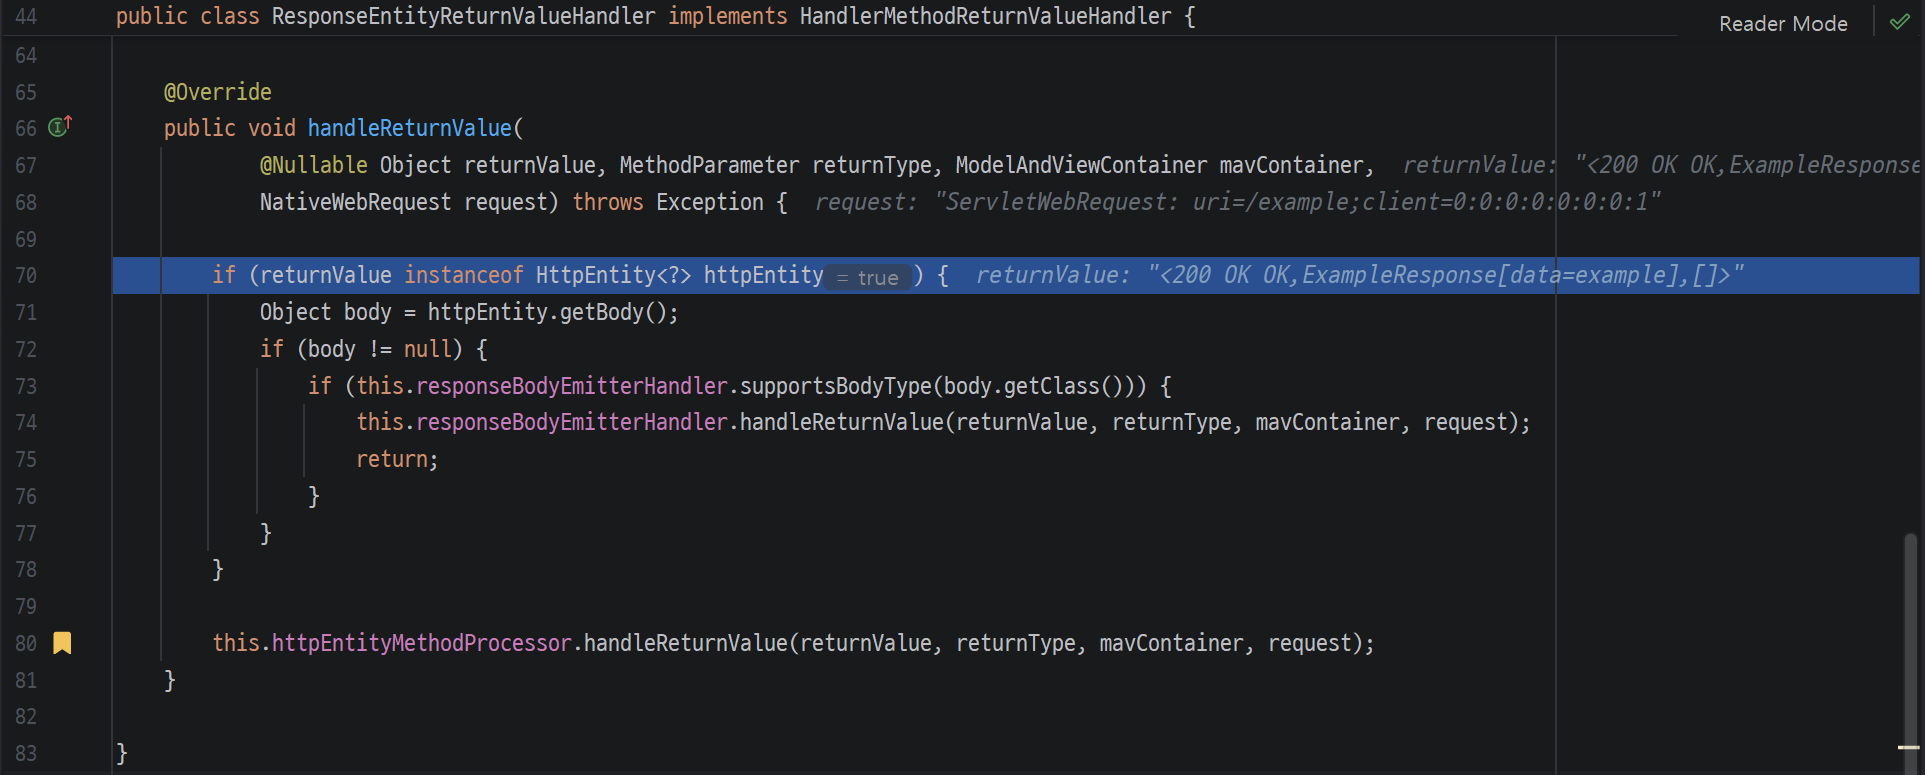 44 public class ResponseEntityReturnValueHandler implements HandlerMethodReturnValueHandler {
Reader Mode
64
65 @Override
66 public void handleReturnValue(
67 @Nullable Object returnValue, MethodParameter returnType, ModelAndViewContainer mavContainer, returnValue: "<200 OK OK,ExampleResponse
68 NativeWebRequest request) throws Exception { request: "ServletWebRequest: uri=/example;client=0:0:0:0:0:0:0:1"
69
70 if (returnValue instanceof HttpEntity<?> httpEntity = true ) { returnValue: "<200 OK OK,ExampleResponse[data=example],[]>"
71 Object body = httpEntity.getBody();
72 if (body != null) {
73 if (this.responseBodyEmitterHandler.supportsBodyType(body.getClass())) {
74 this.responseBodyEmitterHandler.handleReturnValue(returnValue, returnType, mavContainer, request);
75 return;
76 }
77 }
78 }
79
80 this.httpEntityMethodProcessor.handleReturnValue(returnValue, returnType, mavContainer, request);
81 }
82
83 }